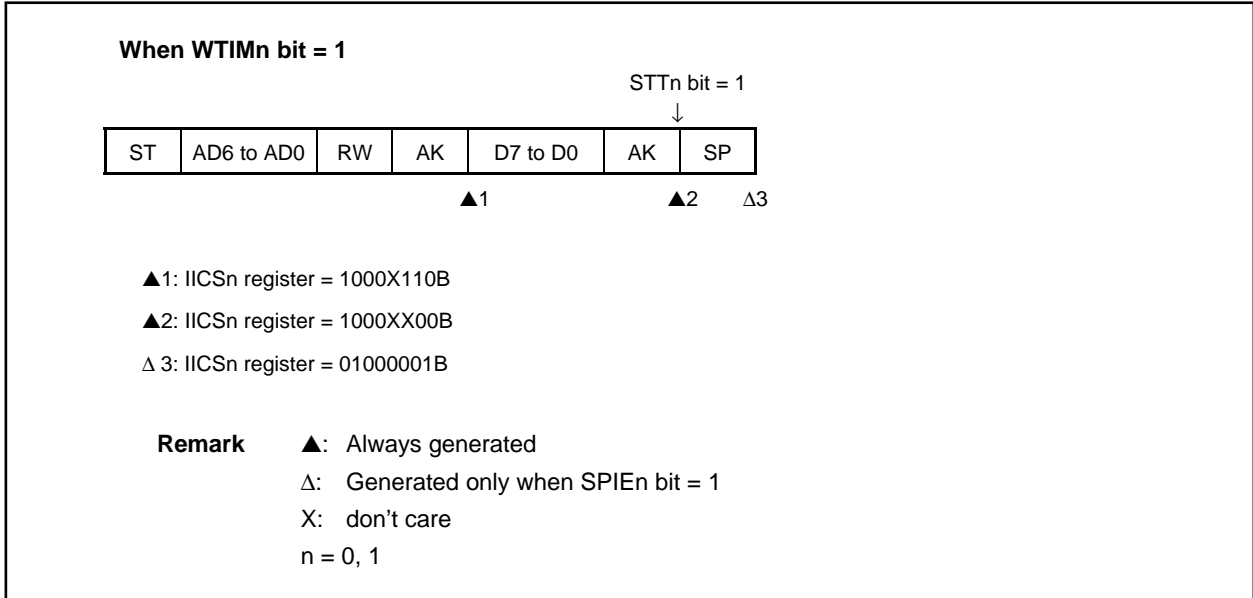 When WTIMn bit = 1
STTn bit = 1
↓
ST AD6 to AD0 RW AK D7 to D0 AK SP
▲1 ▲2 Δ3
▲1: IICSn register = 1000X110B
▲2: IICSn register = 1000XX00B
Δ 3: IICSn register = 01000001B
Remark ▲: Always generated
Δ: Generated only when SPIEn bit = 1
X: don't care
n = 0, 1